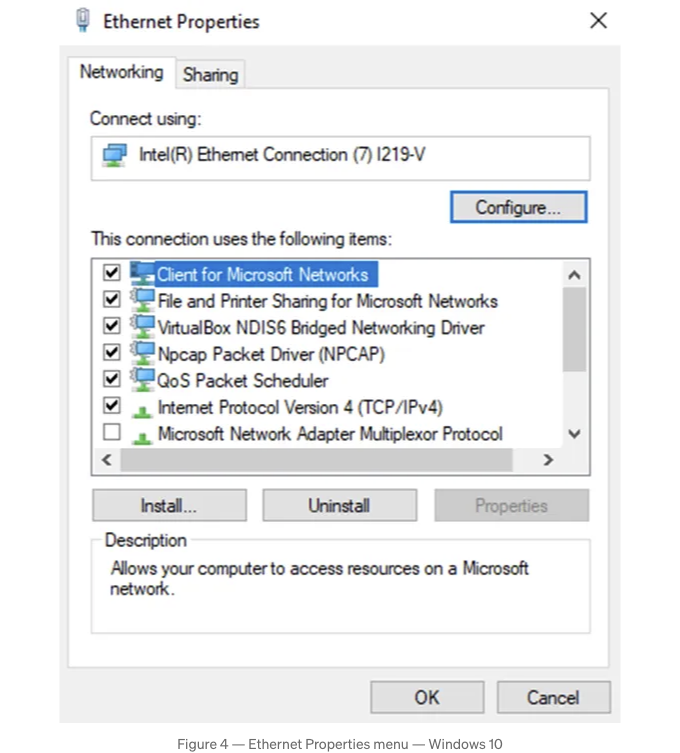 Ethernet Properties
Networking
Sharing
Connect using:
Intel(R) Ethernet Connection (7) I219-V
Configure...
This connection uses the following items:
Client for Microsoft Networks
File and Printer Sharing for Microsoft Networks
VirtualBox NDIS6 Bridged Networking Driver
Npcap Packet Driver (NPCAP)
QoS Packet Scheduler
Internet Protocol Version 4 (TCP/IPv4)
Microsoft Network Adapter Multiplexor Protocol
Install...
Uninstall
Properties
Description
Allows your computer to access resources on a Microsoft
network.
OK
Cancel
Figure 4 — Ethernet Properties menu — Windows 10